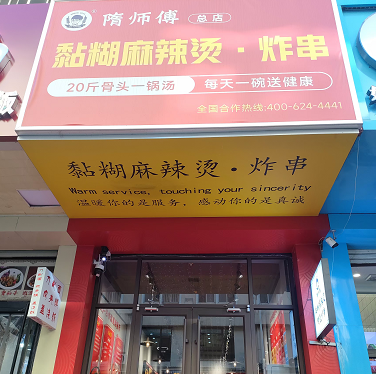 隋师傅 总店
黏糊麻辣烫·炸串
20斤骨头一锅汤 每天一碗送健康
全国合作热线:400-624-4441
黏糊麻辣烫·炸串
Warm service, touching your sincerity
温暖你的是服务，感动你的是真诚